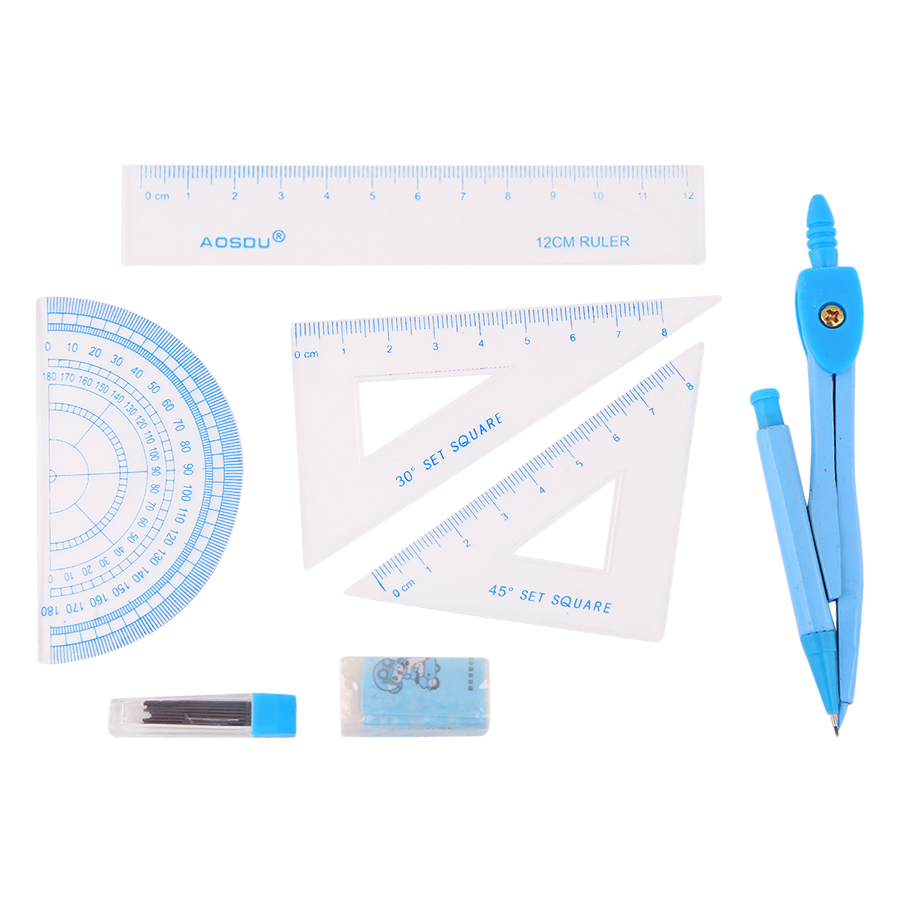 0 cm 1 2 3 4 5 6 7 8 9 10 11 12
AOSDU® 12CM RULER
0 10 20 30 40 50 60 70 80 90 100 110 120 130 140 150 160 170 180
180 170 160 150 140 130 120 110 100 90 80 70 60 50 40 30 20 10 0
0 cm 1 2 3 4 5 6 7 8
30° SET SQUARE
0 cm 1 2 3 4 5 6 7 8
45° SET SQUARE